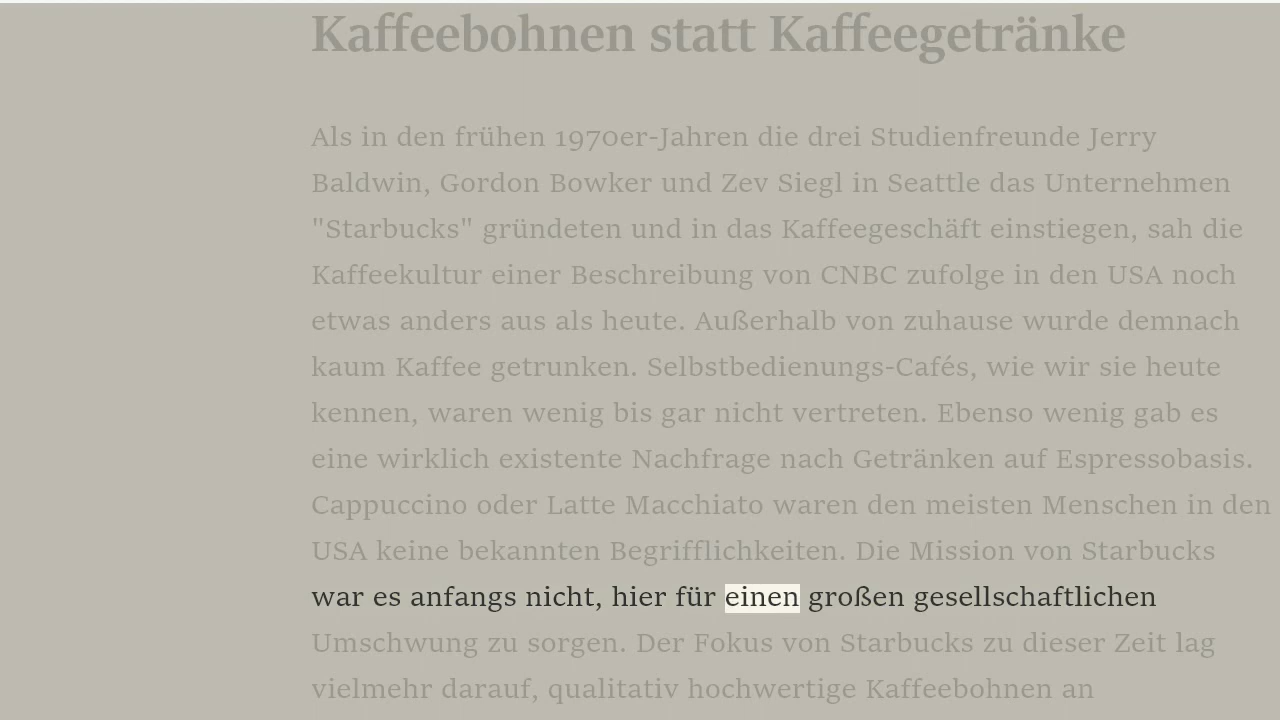 Kaffeebohnen statt Kaffeegetränke
Als in den frühen 1970er-Jahren die drei Studienfreunde Jerry
Baldwin, Gordon Bowker und Zev Siegl in Seattle das Unternehmen
"Starbucks" gründeten und in das Kaffeegeschäft einstiegen, sah die
Kaffeekultur einer Beschreibung von CNBC zufolge in den USA noch
etwas anders aus als heute. Außerhalb von zuhause wurde demnach
kaum Kaffee getrunken. Selbstbedienungs-Cafés, wie wir sie heute
kennen, waren wenig bis gar nicht vertreten. Ebenso wenig gab es
eine wirklich existente Nachfrage nach Getränken auf Espressobasis.
Cappuccino oder Latte Macchiato waren den meisten Menschen in den
USA keine bekannten Begrifflichkeiten. Die Mission von Starbucks
war es anfangs nicht, hier für einen großen gesellschaftlichen
Umschwung zu sorgen. Der Fokus von Starbucks zu dieser Zeit lag
vielmehr darauf, qualitativ hochwertige Kaffeebohnen an